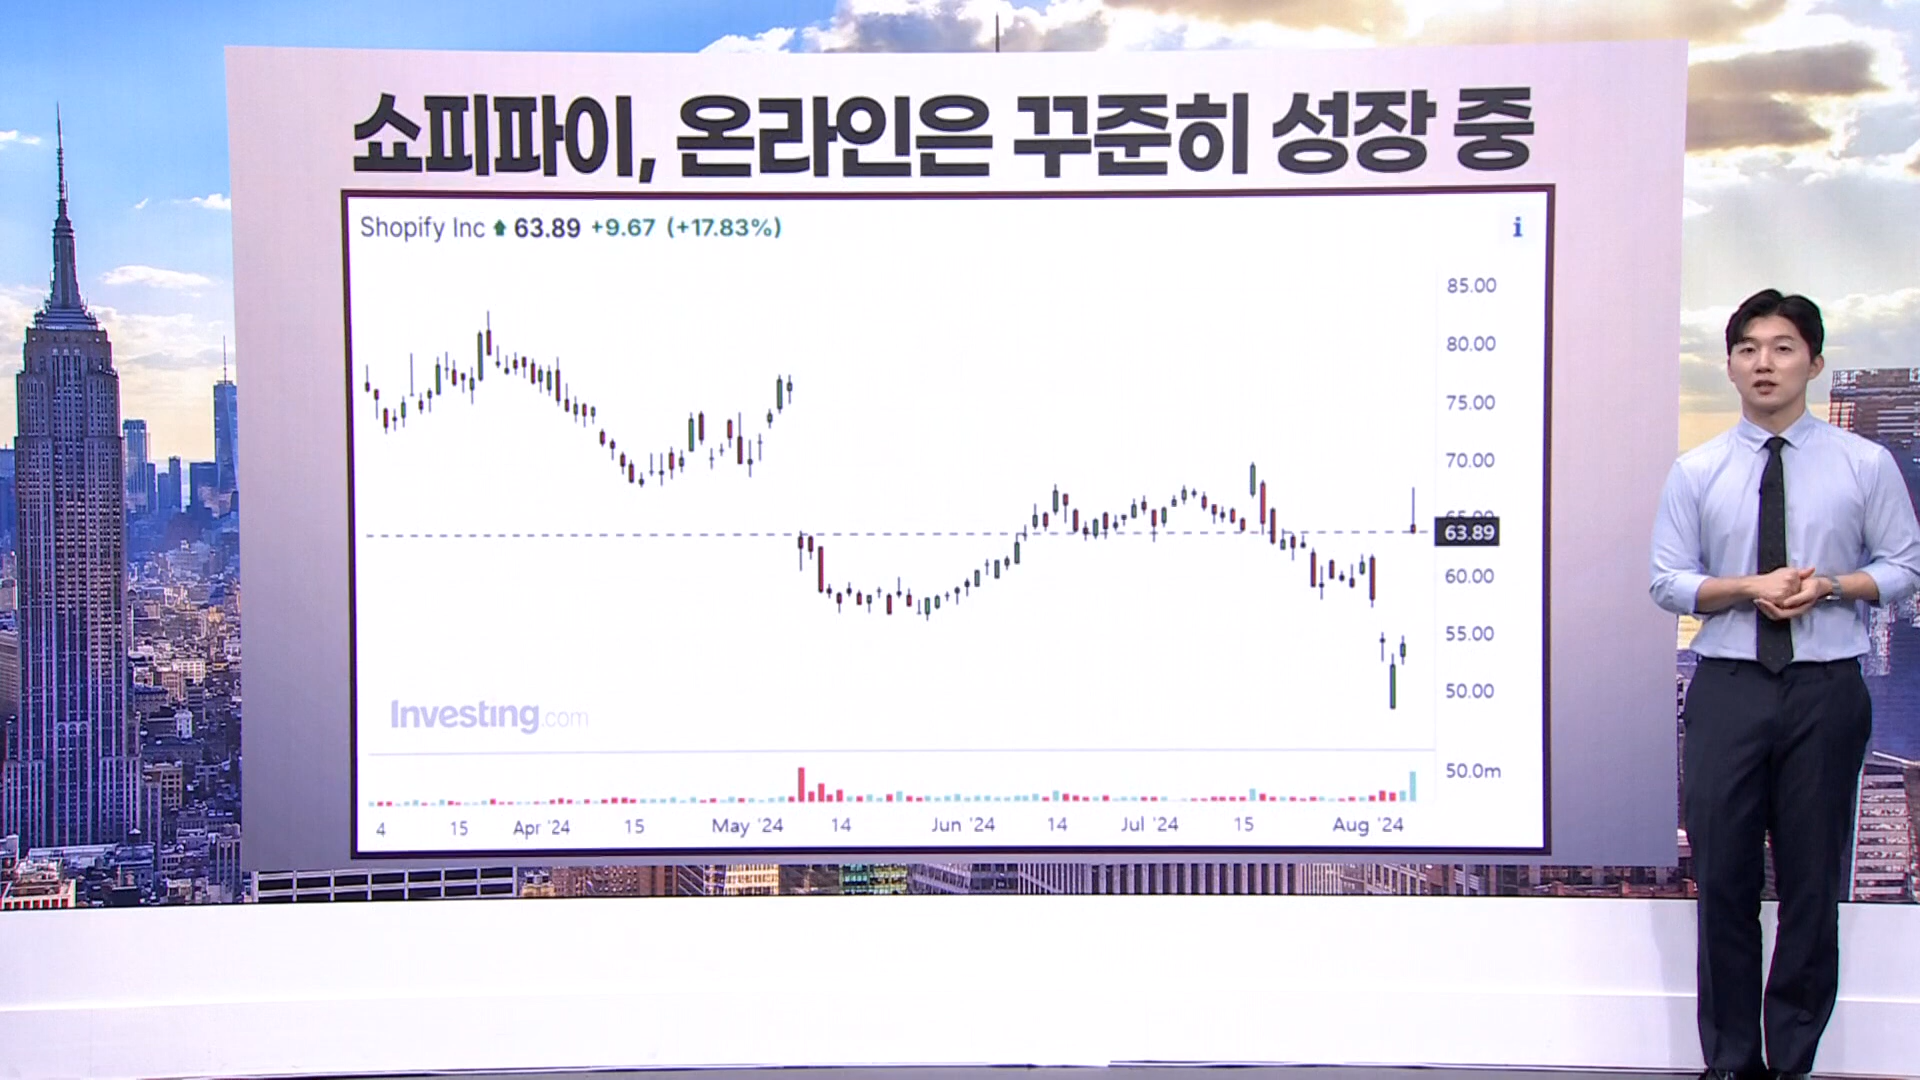 쇼피파이, 온라인은 꾸준히 성장 중
Shopify Inc 63.89 +9.67 (+17.83%)
i
85.00
80.00
75.00
70.00
65.00
63.89
60.00
55.00
50.00
Investing.com
50.0m
4 15 Apr '24 15 May '24 14 Jun '24 14 Jul '24 15 Aug '24